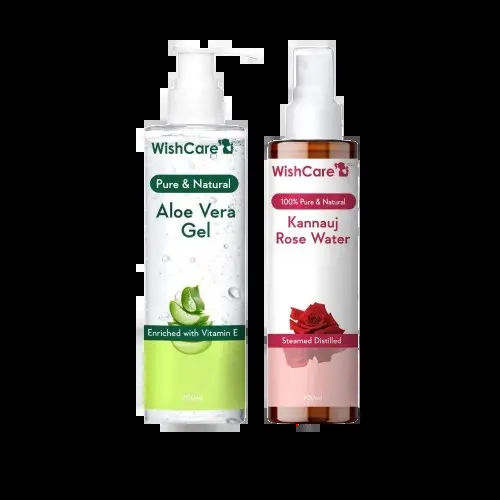 WishCare
Pure & Natural
Aloe Vera
Gel
Enriched with Vitamin E
WishCare
100% Pure & Natural
Kannauj
Rose Water
Steamed Distilled